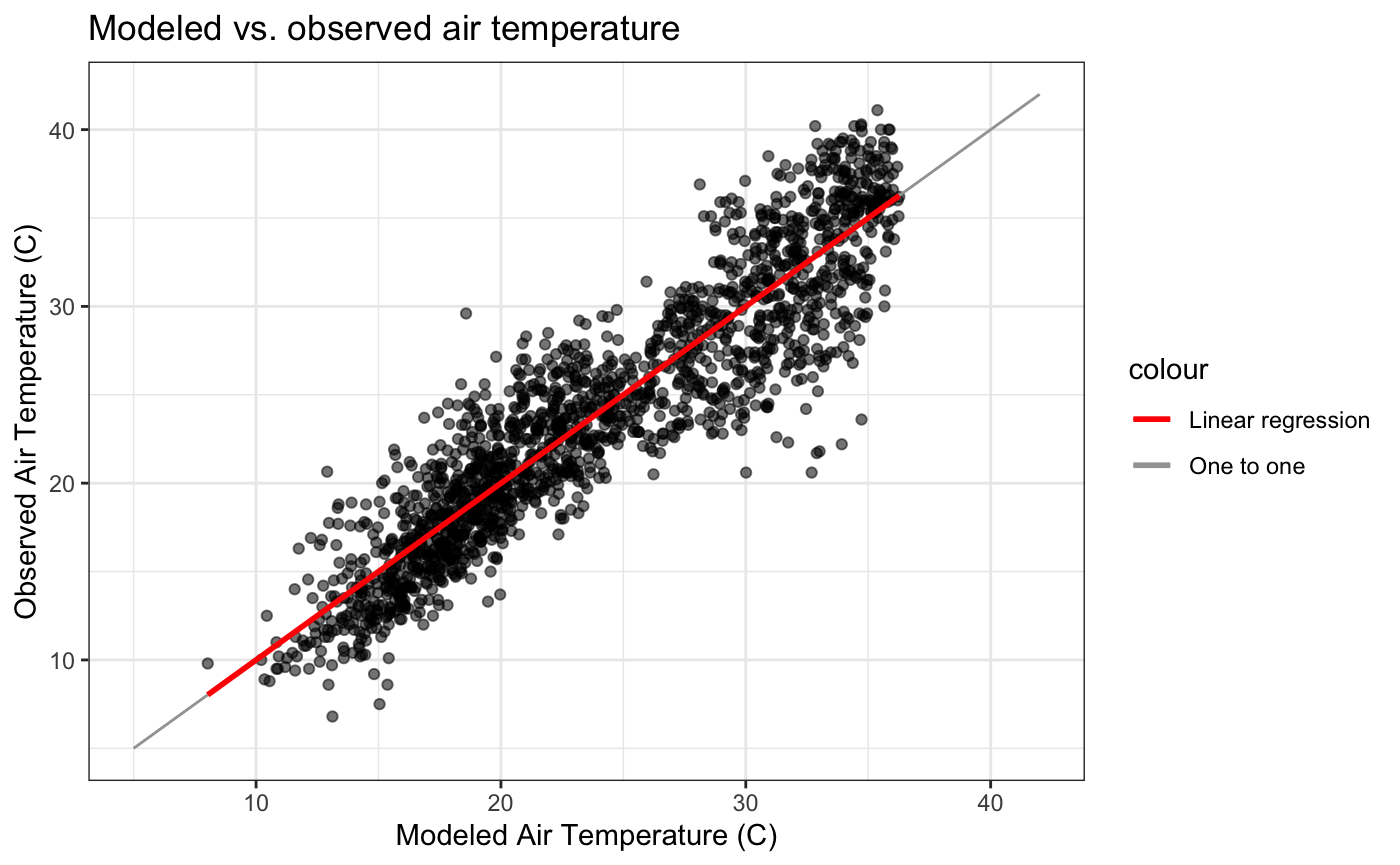 Modeled vs. observed air temperature
Observed Air Temperature (C)
40
30
20
10
10 20 30 40
Modeled Air Temperature (C)
colour
Linear regression
One to one